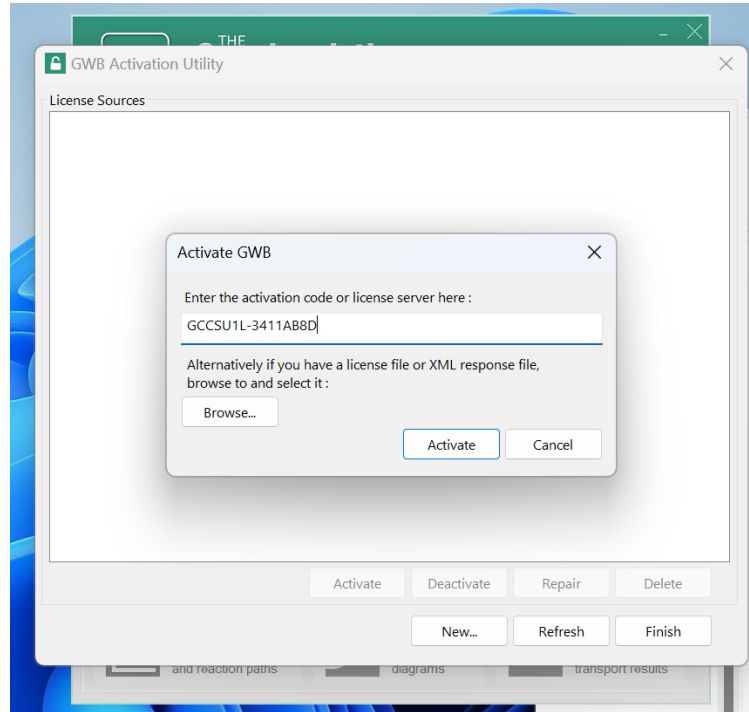 THE
GWB Activation Utility
License Sources
Activate GWB
Enter the activation code or license server here :
GCCSU1L-3411AB8D
Alternatively if you have a license file or XML response file,
browse to and select it :
Browse...
Activate Cancel
Activate Deactivate Repair Delete
New... Refresh Finish
and reaction paths diagrams transport results